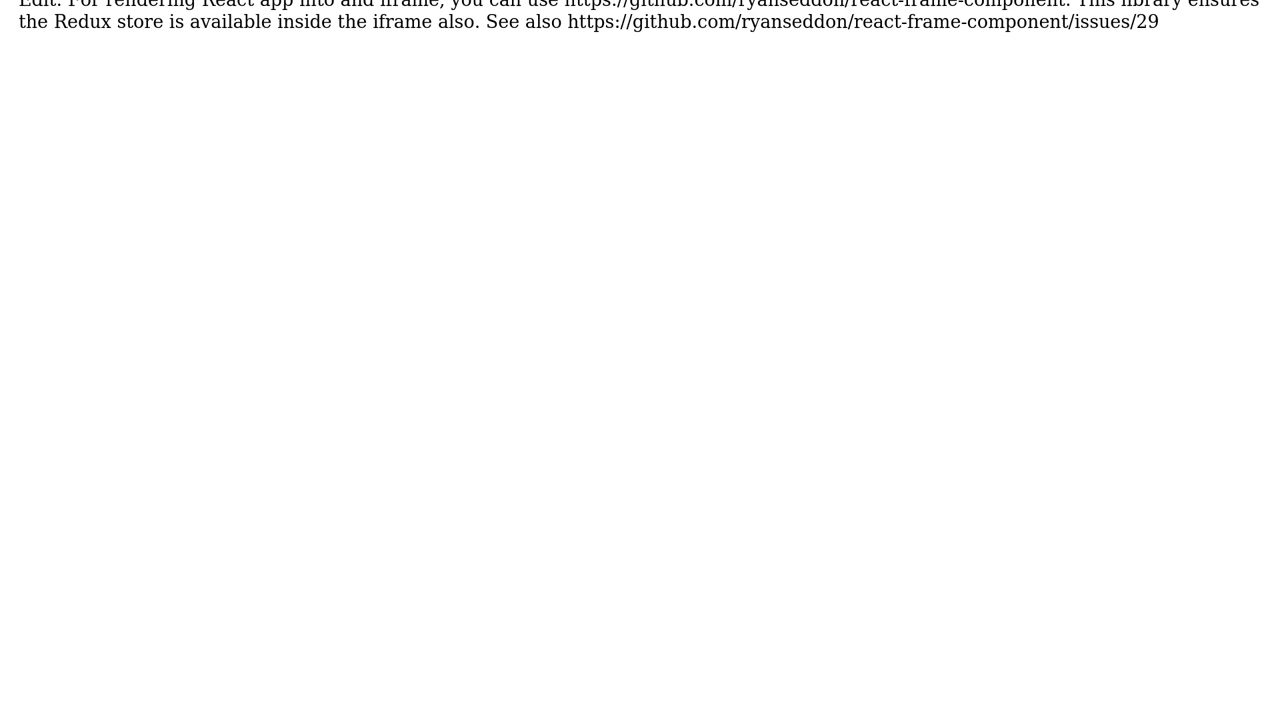 Edit: For rendering React app into and iframe, you can use https://github.com/ryanseddon/react-frame-component. This library ensures
the Redux store is available inside the iframe also. See also https://github.com/ryanseddon/react-frame-component/issues/29